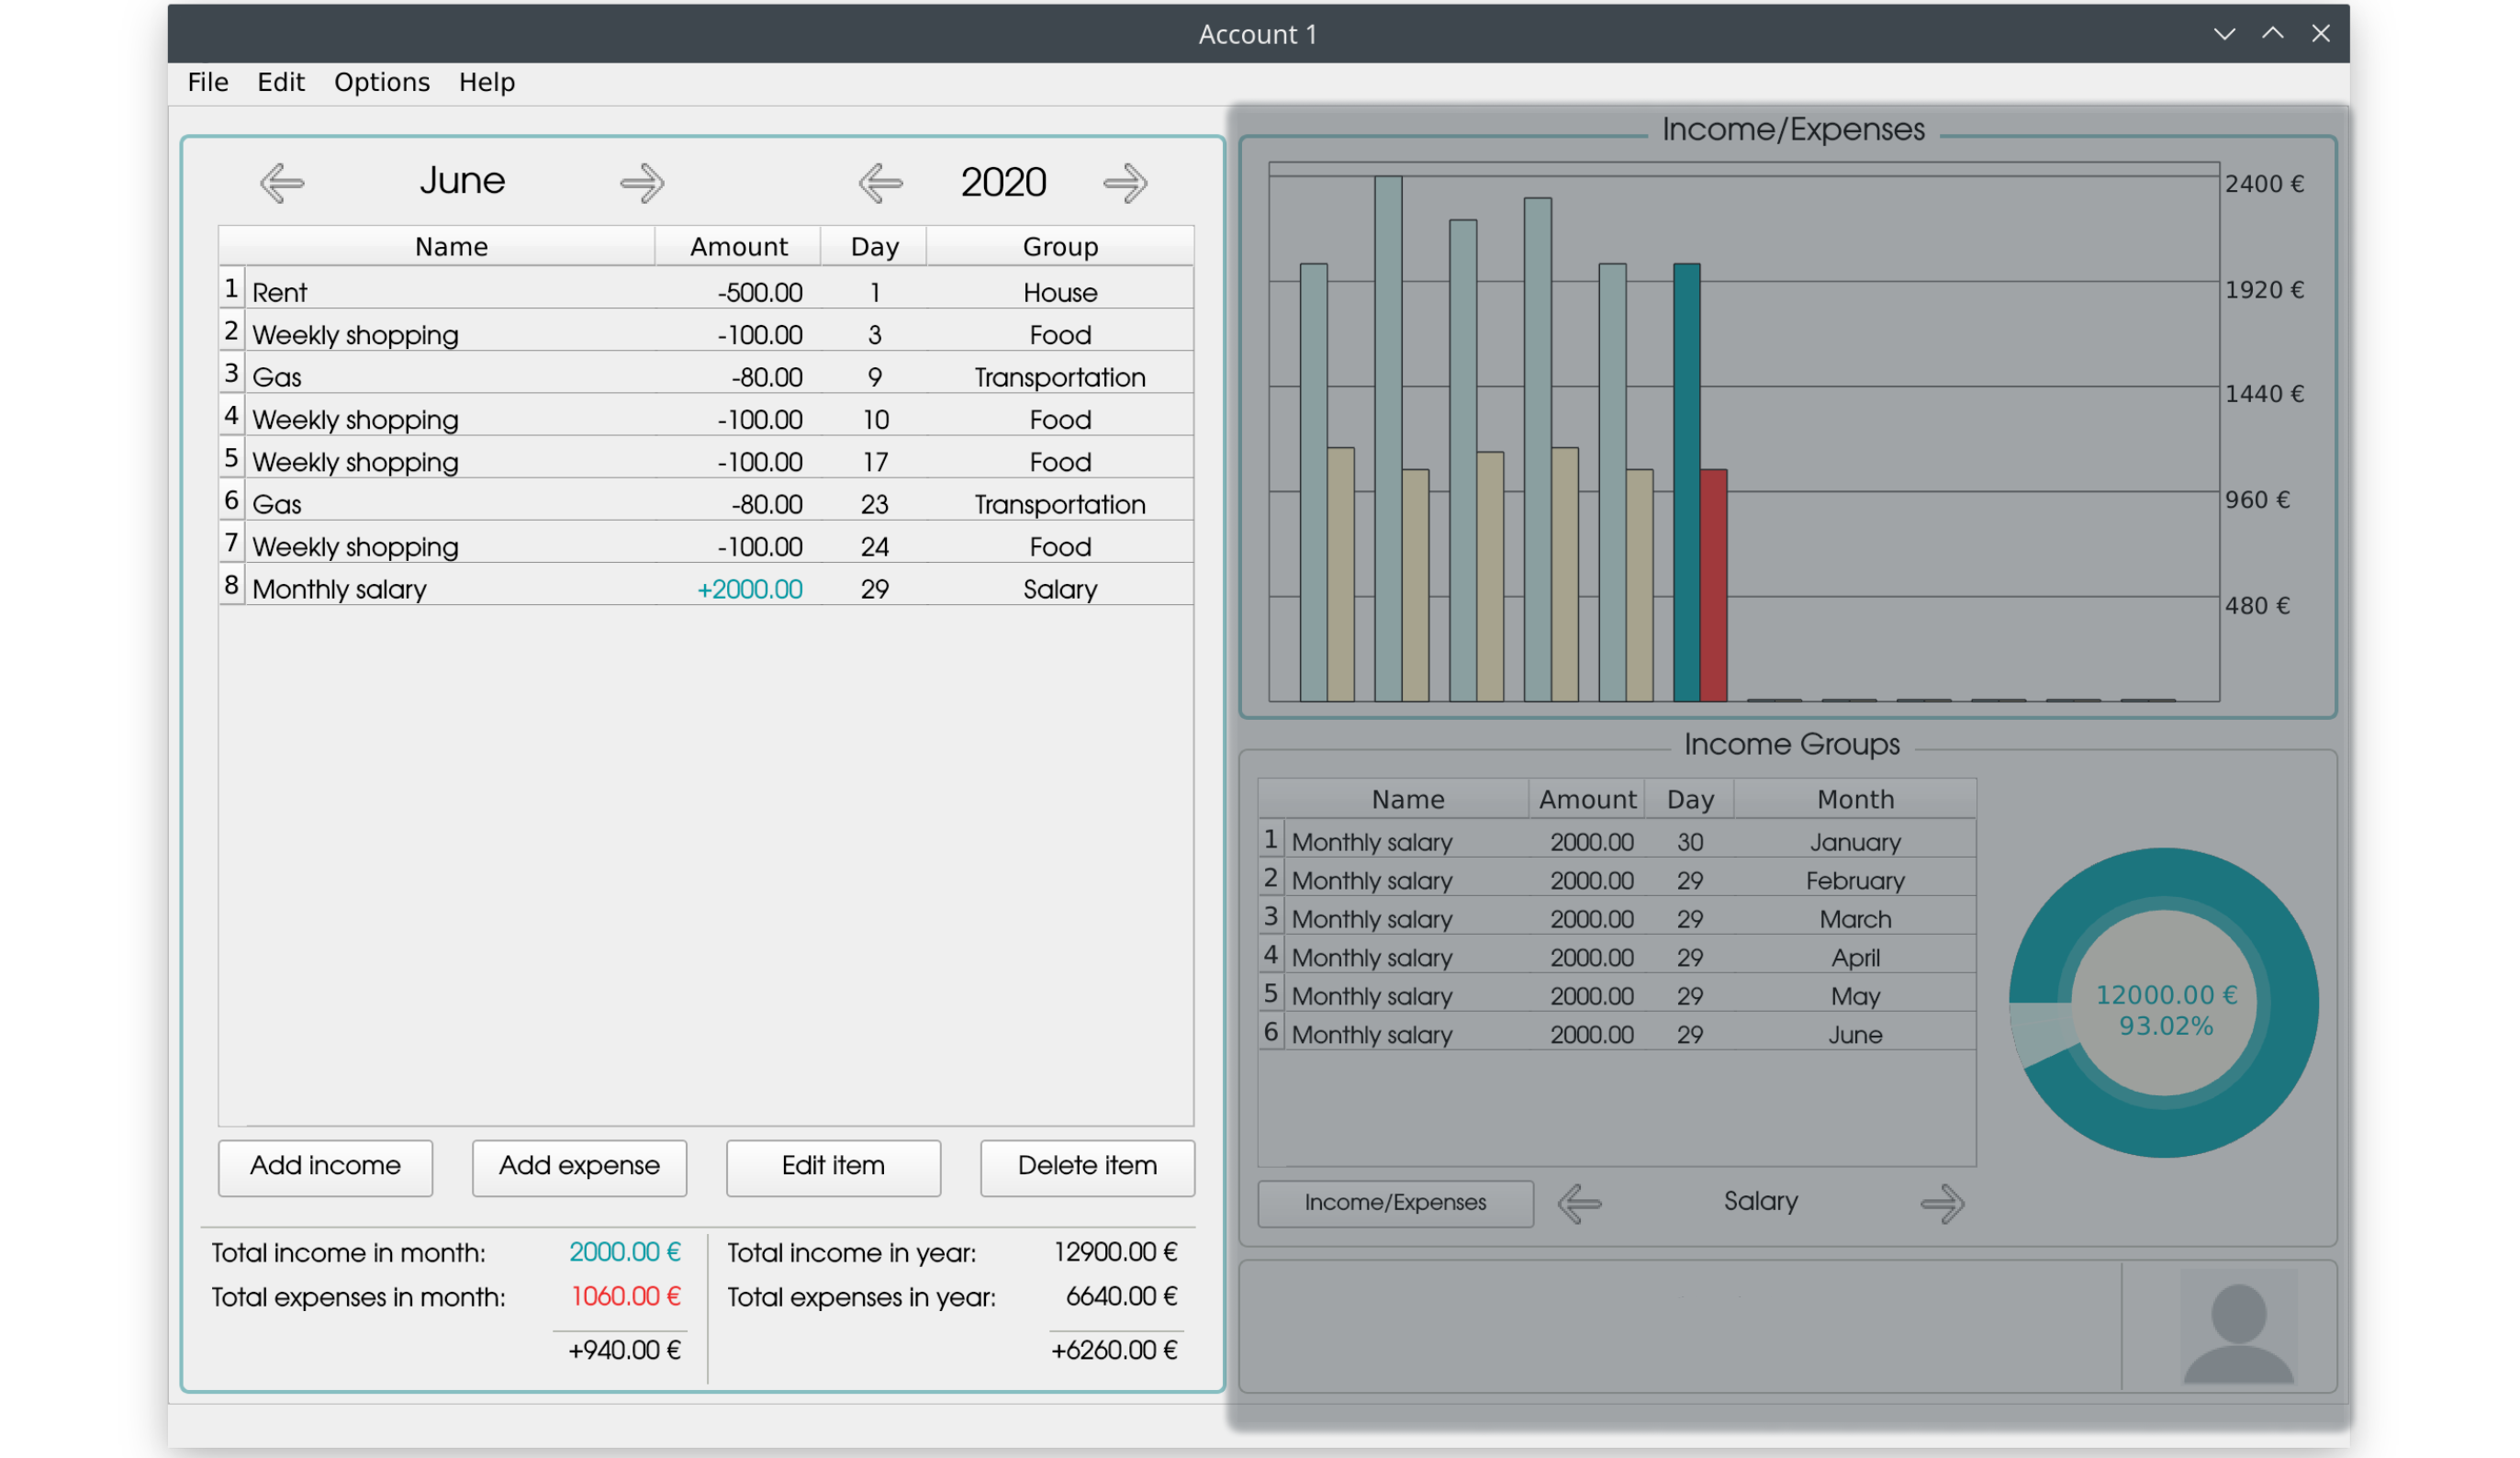 Account 1
File Edit Options Help
June 2020
Name Amount Day Group
1 Rent -500.00 1 House
2 Weekly shopping -100.00 3 Food
3 Gas -80.00 9 Transportation
4 Weekly shopping -100.00 10 Food
5 Weekly shopping -100.00 17 Food
6 Gas -80.00 23 Transportation
7 Weekly shopping -100.00 24 Food
8 Monthly salary +2000.00 29 Salary
Add income Add expense Edit item Delete item
Total income in month: 2000.00 € Total income in year: 12900.00 €
Total expenses in month: 1060.00 € Total expenses in year: 6640.00 €
+940.00 € +6260.00 €
Income/Expenses
2400 €
1920 €
1440 €
960 €
480 €
Income Groups
Name Amount Day Month
1 Monthly salary 2000.00 30 January
2 Monthly salary 2000.00 29 February
3 Monthly salary 2000.00 29 March
4 Monthly salary 2000.00 29 April
5 Monthly salary 2000.00 29 May
6 Monthly salary 2000.00 29 June
12000.00 €
93.02%
Income/Expenses Salary